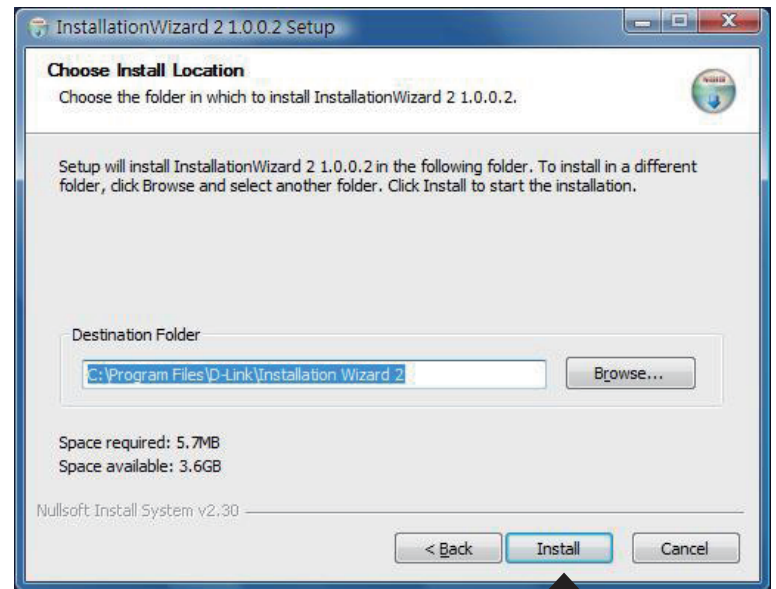 InstallationWizard 2 1.0.0.2 Setup
Choose Install Location
Choose the folder in which to install InstallationWizard 2 1.0.0.2.
Setup will install InstallationWizard 2 1.0.0.2 in the following folder. To install in a different
folder, click Browse and select another folder. Click Install to start the installation.
Destination Folder
C:\Program Files\D-Link\Installation Wizard 2
Browse...
Space required: 5.7MB
Space available: 3.6GB
Nullsoft Install System v2.30
< Back Install Cancel